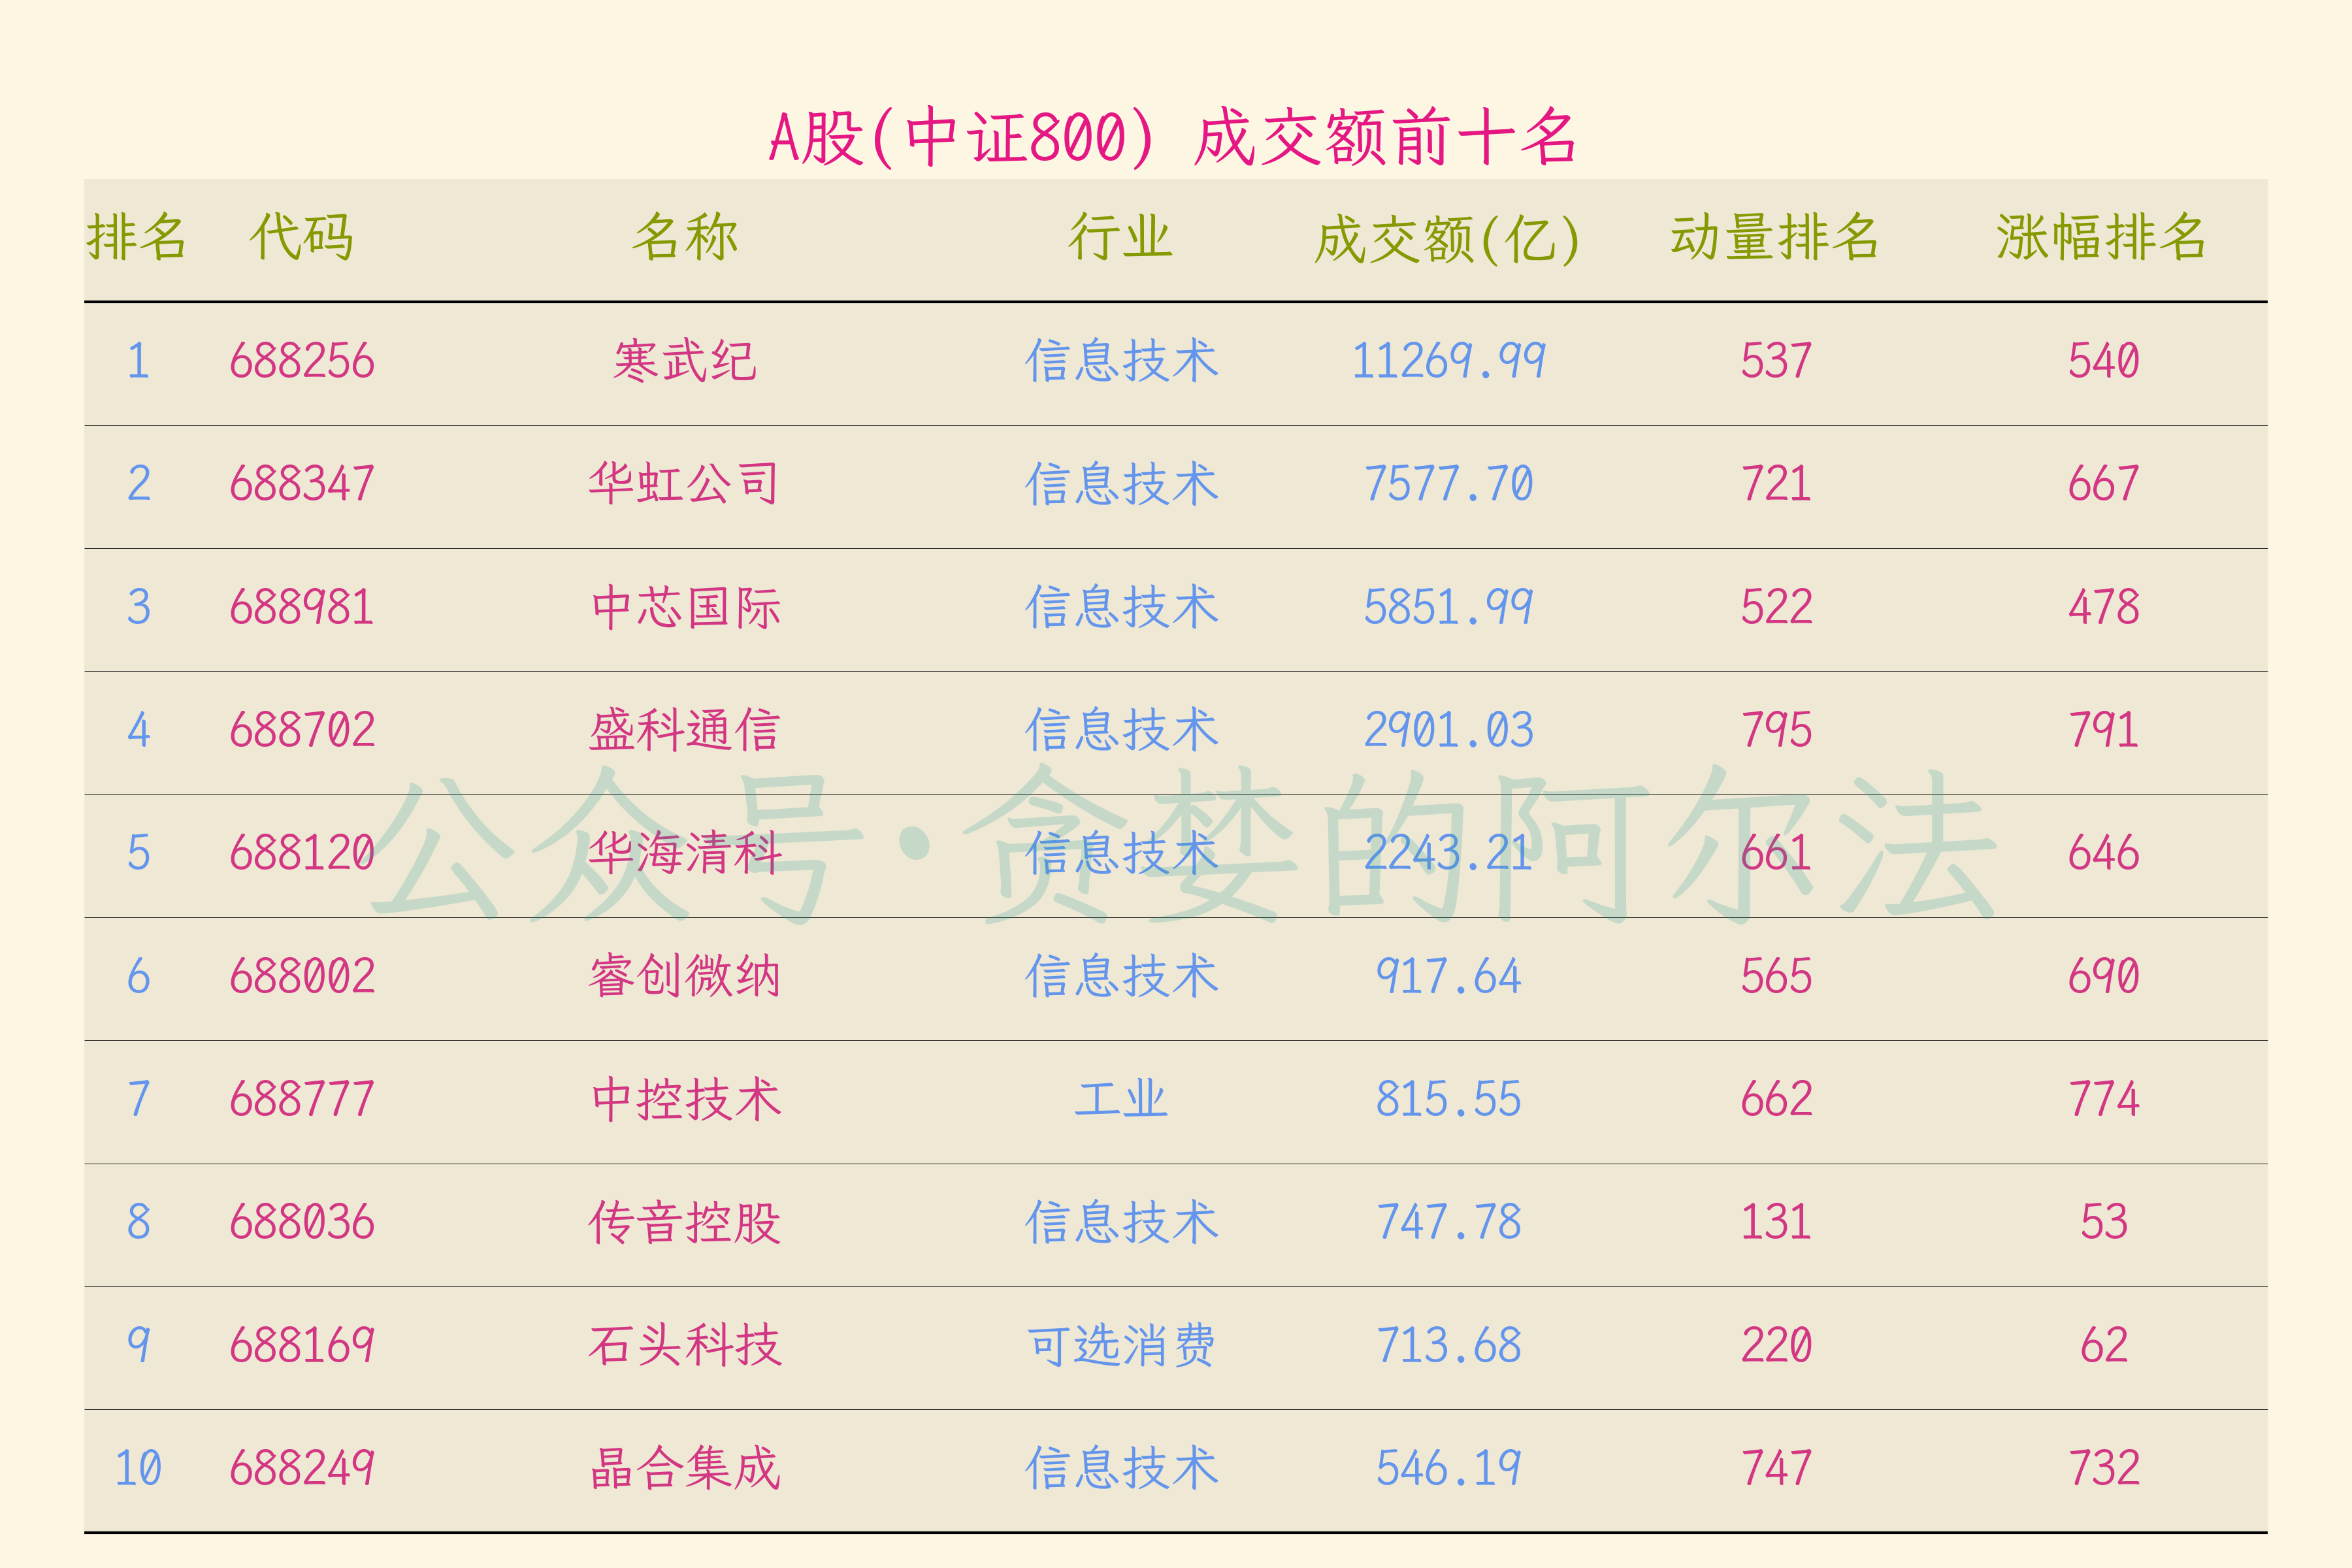 A股(中证800) 成交额前十名
排名 代码 名称 行业 成交额(亿) 动量排名 涨幅排名
1 688256 寒武纪 信息技术 11269.99 537 540
2 688347 华虹公司 信息技术 7577.70 721 667
3 688981 中芯国际 信息技术 5851.99 522 478
4 688702 盛科通信 信息技术 2901.03 795 791
公众号·贪婪的阿尔法
5 688120 华海清科 信息技术 2243.21 661 646
6 688002 睿创微纳 信息技术 917.64 565 690
7 688777 中控技术 工业 815.55 662 774
8 688036 传音控股 信息技术 747.78 131 53
9 688169 石头科技 可选消费 713.68 220 62
10 688249 晶合集成 信息技术 546.19 747 732